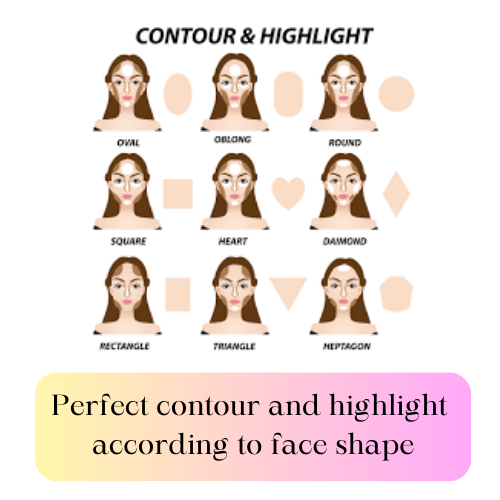 CONTOUR & HIGHLIGHT
OVAL OBLONG ROUND
SQUARE HEART DAIMOND
RECTANGLE TRIANGLE HEPTAGON
Perfect contour and highlight
according to face shape